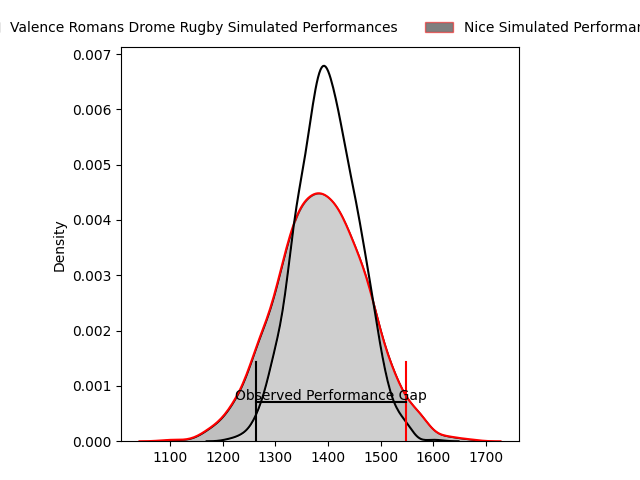 Valence Romans Drome Rugby Simulated Performances
Nice Simulated
0.007
0.006
0.005
0.004
0.003
0.002
0.001
0.000
Density
Observed Performance Gap
1100 1200 1300 1400 1500 1600 1700